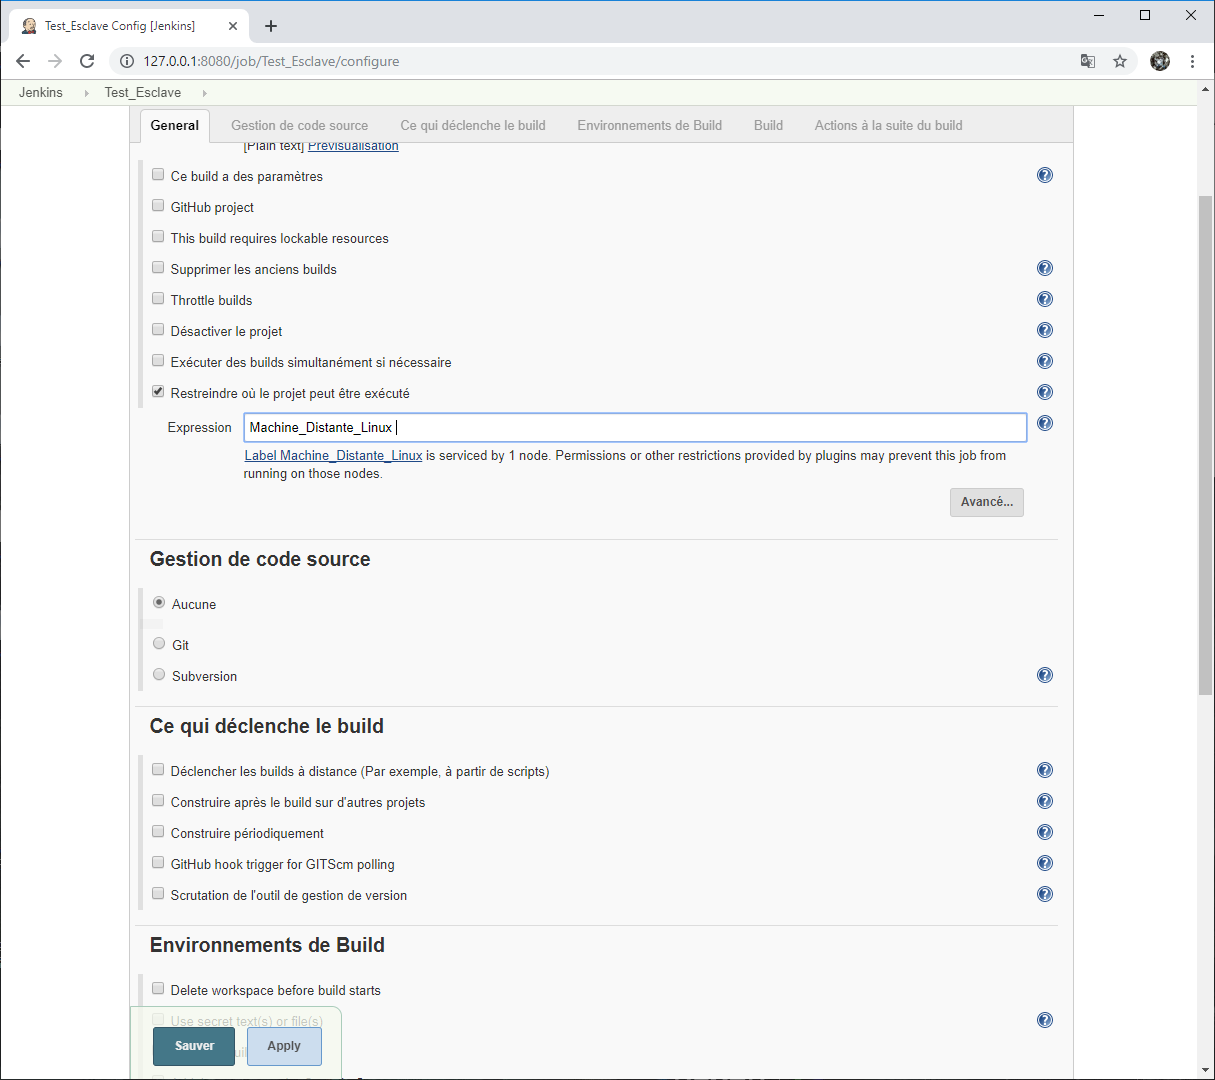 Test_Esclave Config [Jenkins]
127.0.0.1:8080/job/Test_Esclave/configure
Jenkins Test_Esclave
General Gestion de code source Ce qui déclenche le build Environnements de Build Build Actions à la suite du build
[Plain text] Prévisualisation
Ce build a des paramètres
GitHub project
This build requires lockable resources
Supprimer les anciens builds
Throttle builds
Désactiver le projet
Exécuter des builds simultanément si nécessaire
Restreindre où le projet peut être exécuté
Expression Machine_Distante_Linux
Label Machine_Distante_Linux is serviced by 1 node. Permissions or other restrictions provided by plugins may prevent this job from
running on those nodes.
Avancé...
Gestion de code source
Aucune
Git
Subversion
Ce qui déclenche le build
Déclencher les builds à distance (Par exemple, à partir de scripts)
Construire après le build sur d'autres projets
Construire périodiquement
GitHub hook trigger for GITScm polling
Scrutation de l'outil de gestion de version
Environnements de Build
Delete workspace before build starts
Use secret text(s) or file(s)
Sauver Apply